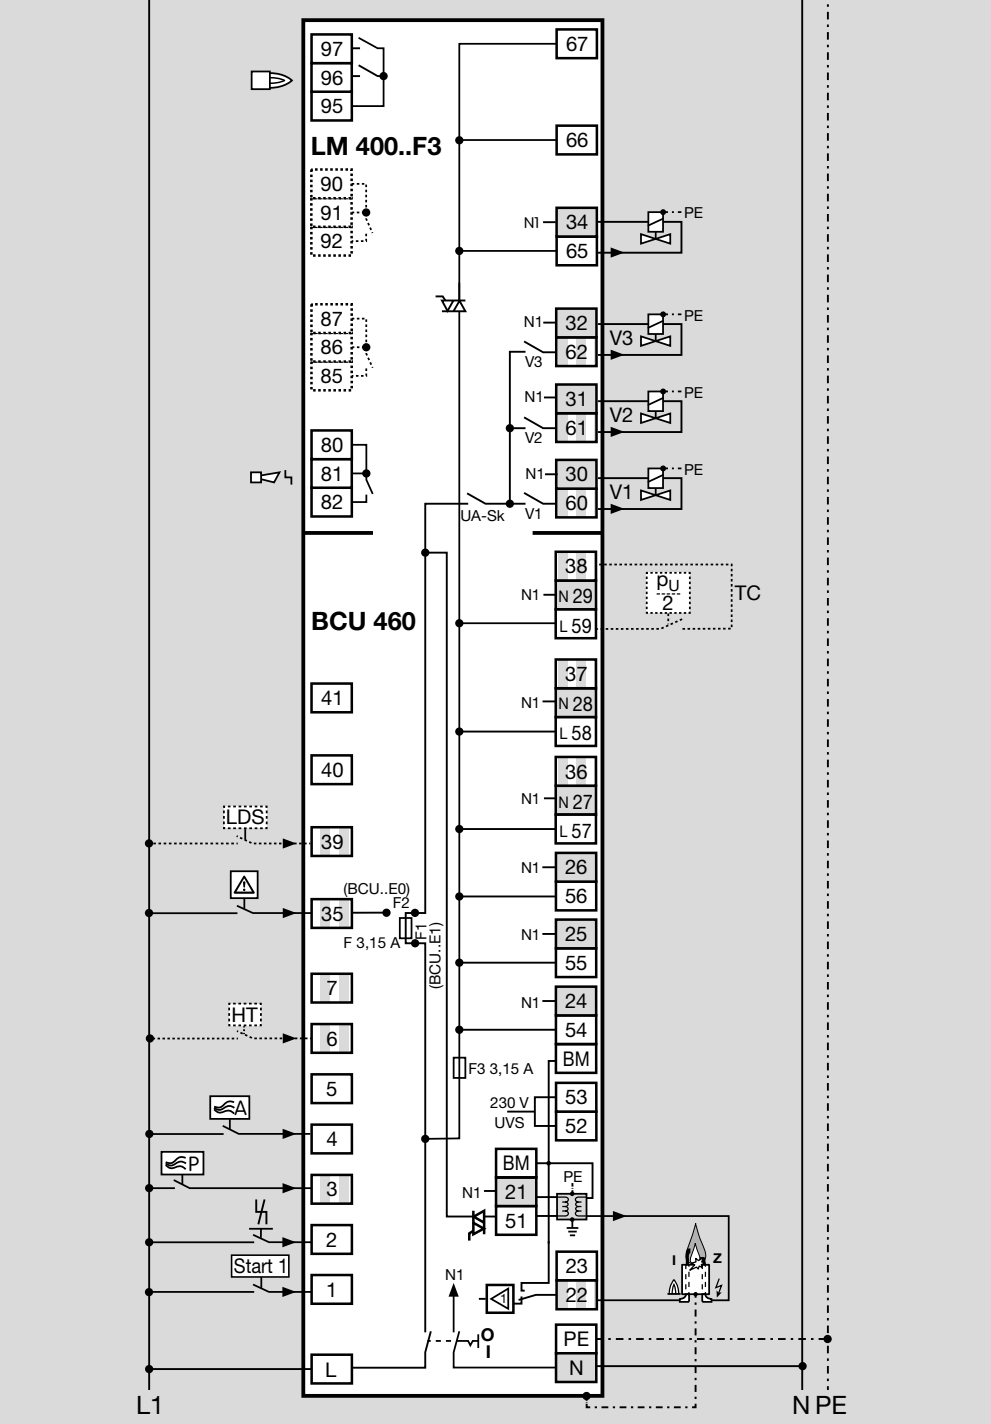 97
67
96
95
66
LM 400..F3
90
91
92
N1 34 PE
65
87
86
85
N1 32 PE
V3
V3 62
N1 31 PE
V2
V2 61
80
81
82
N1 30 PE
V1
UA-Sk V1 60
38
N1 N 29
L 59
pU
2
TC
BCU 460
37
N1 N 28
L 58
41
36
N1 N 27
L 57
40
LDS
39
N1 26
56
(BCU..E0)
35 F2
F 3,15 A F1
(BCU..E1)
N1 25
55
7
N1 24
54
BM
HT
6
F3 3,15 A
5
230 V
UVS
53
52
A
4
P
3
BM
N1 21
51
PE
2
Start 1
1
23
22
1
I Z
N1
O
I
PE
N
L
L1
N PE